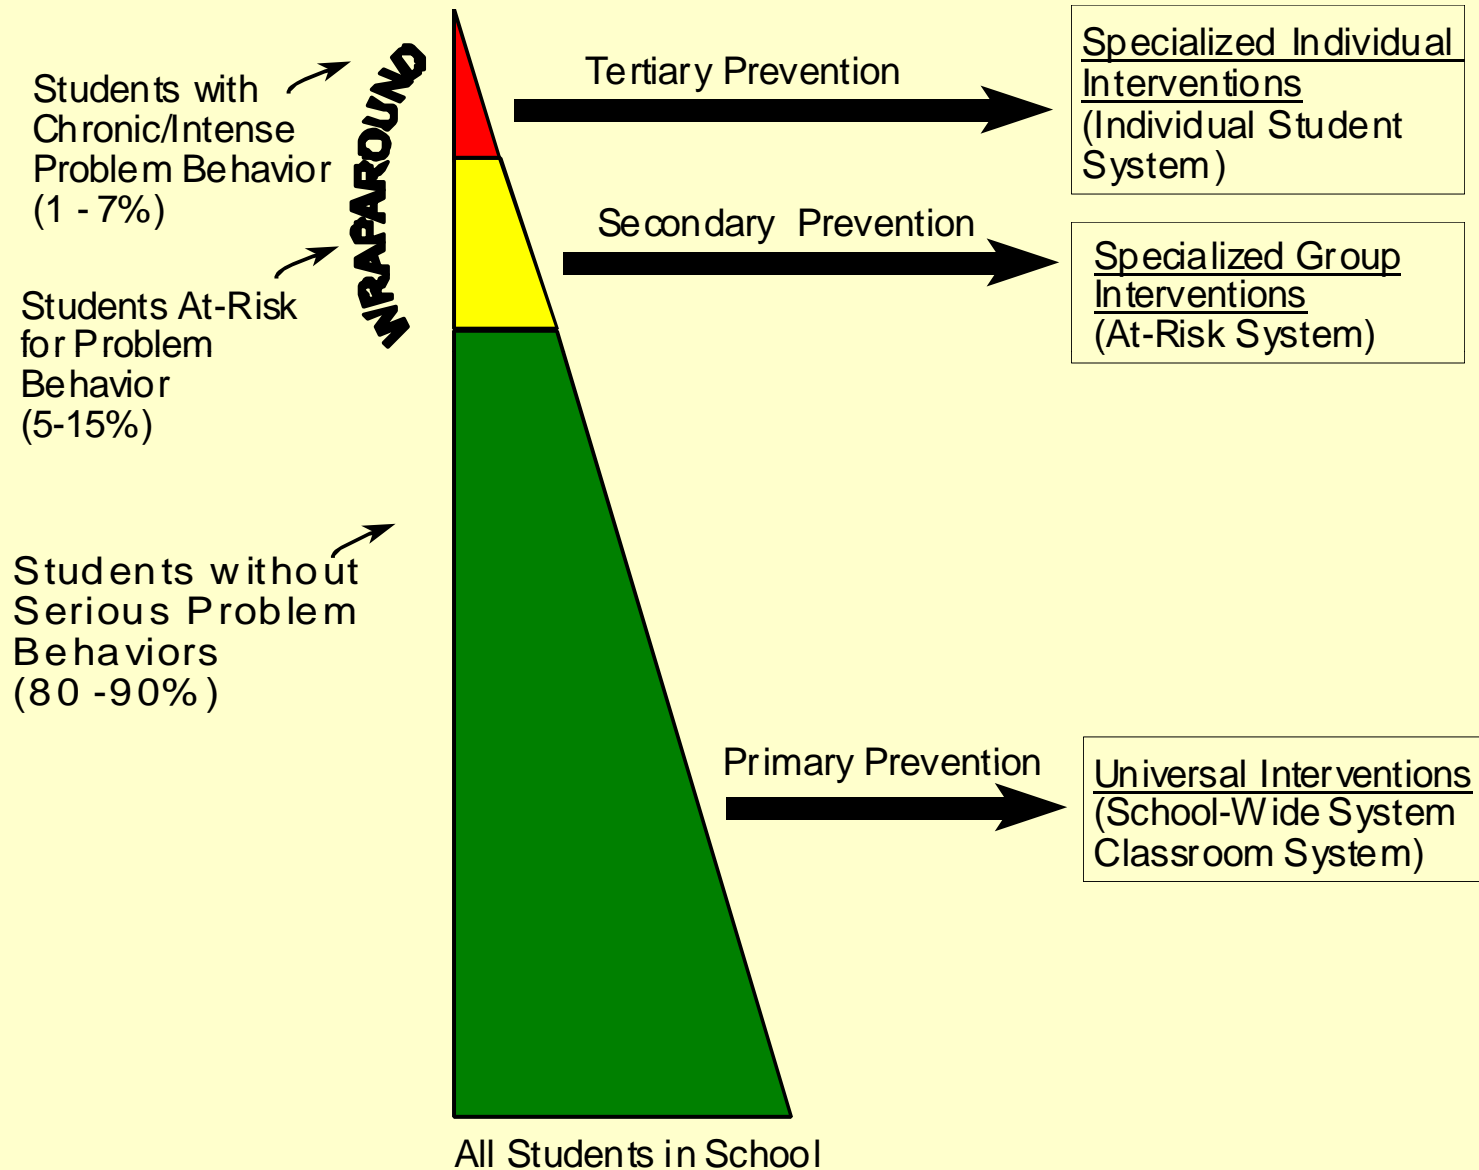 Students with
Chronic/Intense
Problem Behavior
(1 - 7%)
WRAPAROUND
Tertiary Prevention
Specialized Individual
Interventions
(Individual Student
System)
Students At-Risk
for Problem
Behavior
(5-15%)
Secondary Prevention
Specialized Group
Interventions
(At-Risk System)
Students without
Serious Problem
Behaviors
(80 -90%)
Primary Prevention
Universal Interventions
(School-Wide System
Classroom System)
All Students in School